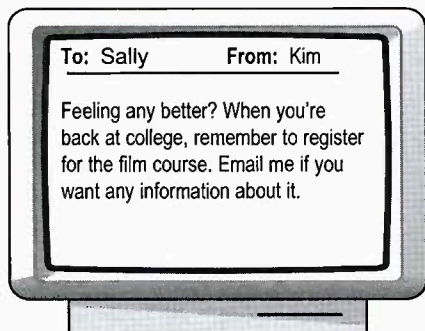 To: Sally From: Kim
Feeling any better? When you're
back at college, remember to register
for the film course. Email me if you
want any information about it.